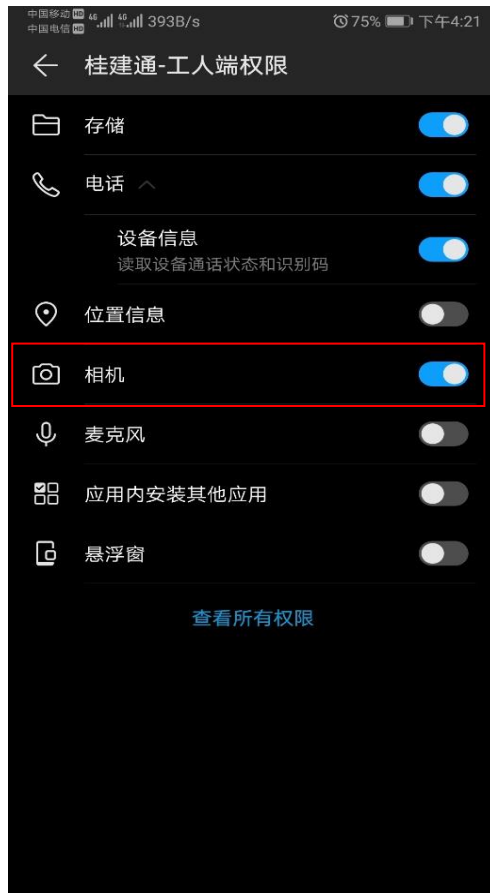 中国移动 HD 46 46 393B/s 75% 下午4:21
中国电信 HD
桂建通-工人端权限
存储
电话
设备信息
读取设备通话状态和识别码
位置信息
相机
麦克风
应用内安装其他应用
悬浮窗
查看所有权限